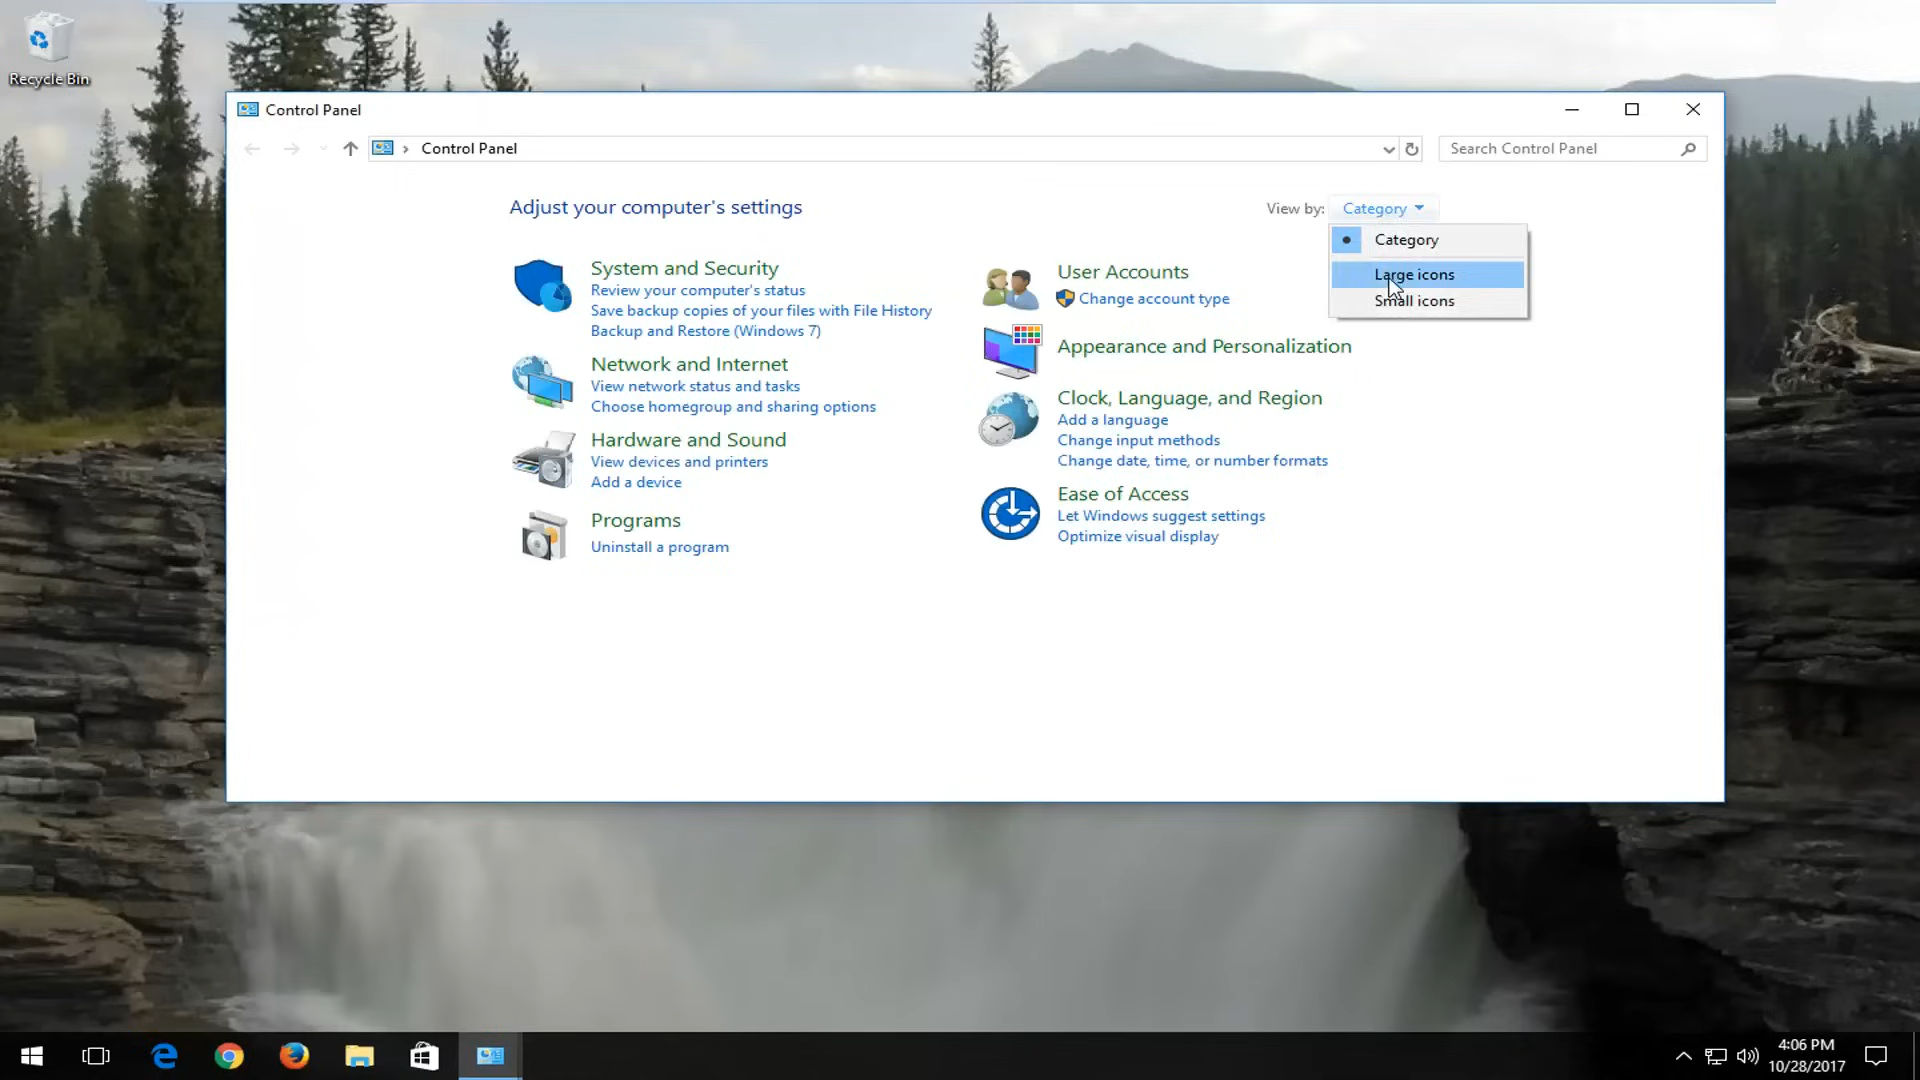 Recycle Bin
Control Panel
Control Panel
Search Control Panel
Adjust your computer's settings
View by:
Category
Category
Large icons
Small icons
System and Security
Review your computer's status
Save backup copies of your files with File History
Backup and Restore (Windows 7)
Network and Internet
View network status and tasks
Choose homegroup and sharing options
Hardware and Sound
View devices and printers
Add a device
Programs
Uninstall a program
User Accounts
Change account type
Appearance and Personalization
Clock, Language, and Region
Add a language
Change input methods
Change date, time, or number formats
Ease of Access
Let Windows suggest settings
Optimize visual display
4:06 PM
10/28/2017